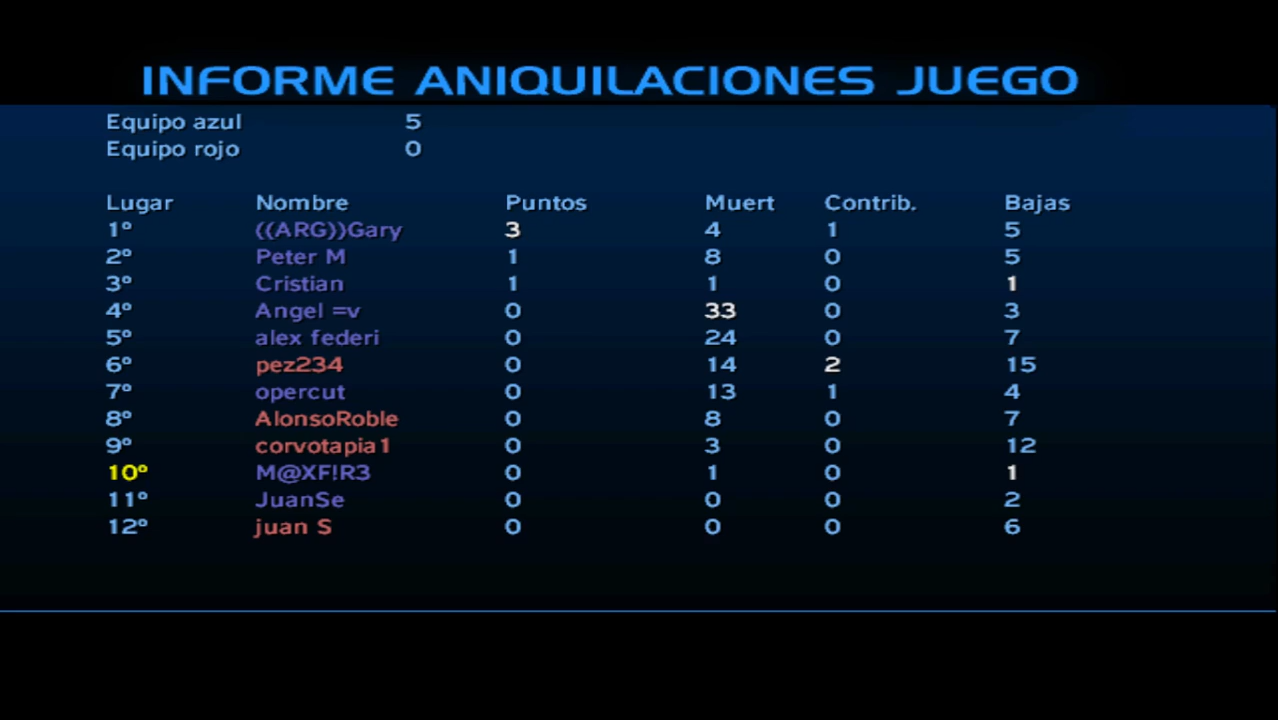 INFORME ANIQUILACIONES JUEGO
Equipo azul 5
Equipo rojo 0
Lugar Nombre Puntos Muert Contrib. Bajas
1º ((ARG))Gary 3 4 1 5
2º Peter M 1 8 0 5
3º Cristian 1 1 0 1
4º Angel =v 0 33 0 3
5º alex federi 0 24 0 7
6º pez234 0 14 2 15
7º opercut 0 13 1 4
8º AlonsoRoble 0 8 0 7
9º corvotapia1 0 3 0 12
10º M@XF!R3 0 1 0 1
11º JuanSe 0 0 0 2
12º juan S 0 0 0 6